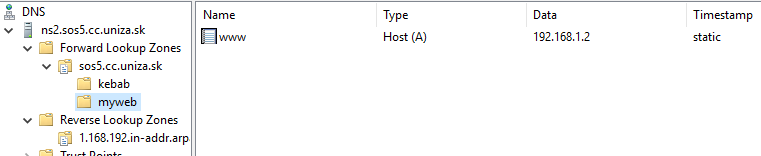 DNS
ns2.sos5.cc.uniza.sk
Forward Lookup Zones
sos5.cc.uniza.sk
kebab
myweb
Reverse Lookup Zones
1.168.192.in-addr.arp
Trust Points
Name Type Data Timestamp
www Host (A) 192.168.1.2 static